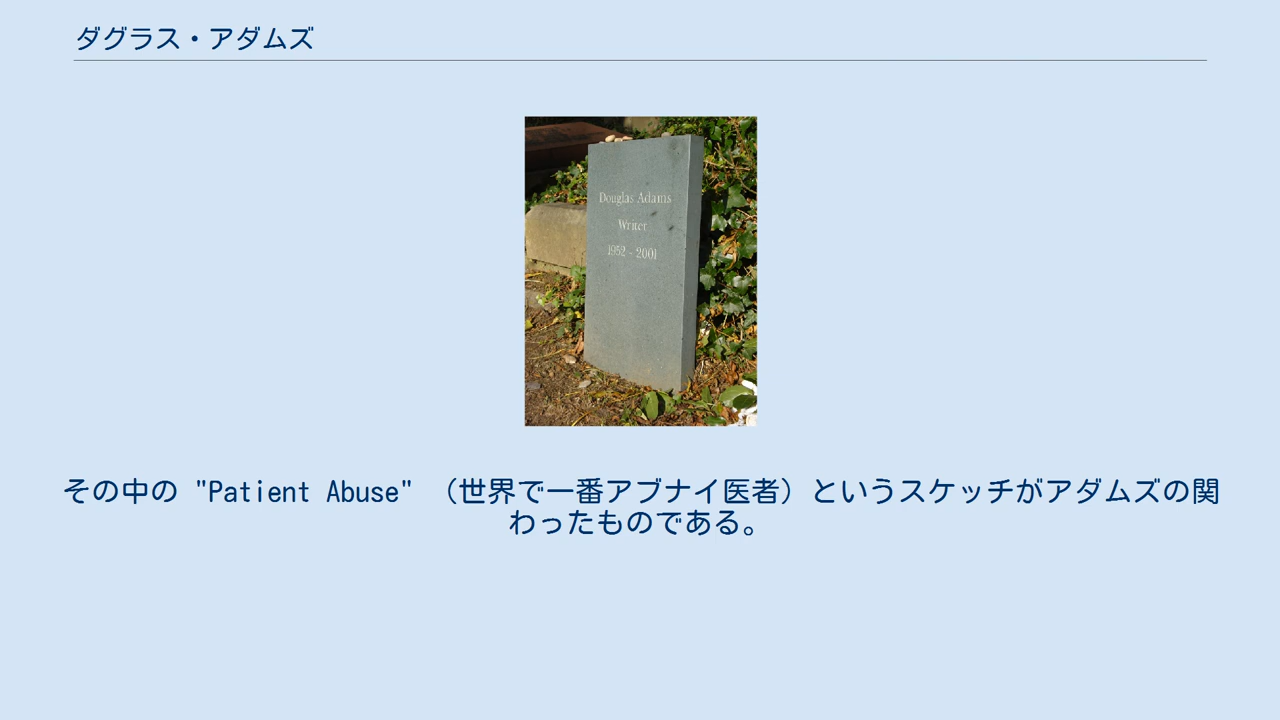 ダグラス・アダムズ
Douglas Adams
Writer
1952 - 2001
その中の "Patient Abuse" （世界で一番アブナイ医者）というスケッチがアダムズの関
わったものである。